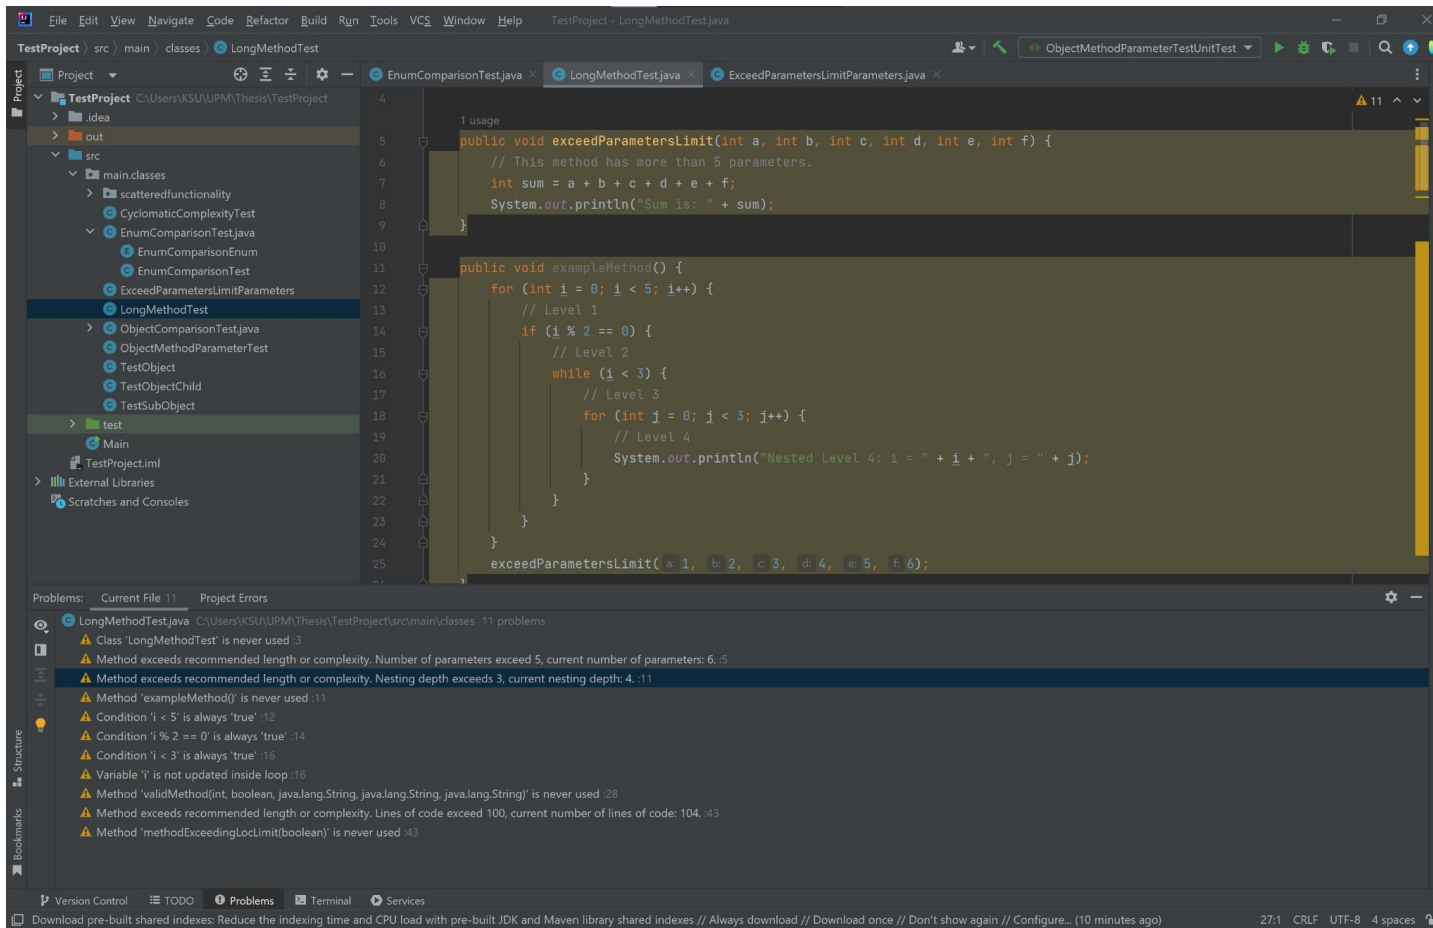 File Edit View Navigate Code Refactor Build Run Tools VCS Window Help TestProject - LongMethodTest.java
TestProject src main classes LongMethodTest ObjectMethodParameterTestUnitTest
Project EnumComparisonTest.java LongMethodTest.java ExceedParametersLimitParameters.java
Project
TestProject C:\Users\KSU\UPM\Thesis\TestProject
.idea
out
src
main.classes
scatteredfunctionality
CyclomaticComplexityTest
EnumComparisonTest.java
EnumComparisonEnum
EnumComparisonTest
ExceedParametersLimitParameters
LongMethodTest
ObjectComparisonTest.java
ObjectMethodParameterTest
TestObject
TestObjectChild
TestSubObject
test
Main
TestProject.iml
External Libraries
Scratches and Consoles
11
4
1 usage
5 public void exceedParametersLimit(int a, int b, int c, int d, int e, int f) {
6 // This method has more than 5 parameters.
7 int sum = a + b + c + d + e + f;
8 System.out.println("Sum is: " + sum);
9 }
10
11 public void exampleMethod() {
12 for (int i = 0; i < 5; i++) {
13 // Level 1
14 if (i % 2 == 0) {
15 // Level 2
16 while (i < 3) {
17 // Level 3
18 for (int j = 0; j < 3; j++) {
19 // Level 4
20 System.out.println("Nested Level 4: i = " + i + ", j = " + j);
21 }
22 }
23 }
24 }
25 exceedParametersLimit( a: 1, b: 2, c: 3, d: 4, e: 5, f: 6);
Problems: Current File 11 Project Errors
LongMethodTest.java C:\Users\KSU\UPM\Thesis\TestProject\src\main\classes 11 problems
Class 'LongMethodTest' is never used :3
Method exceeds recommended length or complexity. Number of parameters exceed 5, current number of parameters: 6. :5
Method exceeds recommended length or complexity. Nesting depth exceeds 3, current nesting depth: 4. :11
Method 'exampleMethod()' is never used :11
Condition 'i < 5' is always 'true' :12
Condition 'i % 2 == 0' is always 'true' :14
Condition 'i < 3' is always 'true' :16
Variable 'i' is not updated inside loop :16
Method 'validMethod(int, boolean, java.lang.String, java.lang.String, java.lang.String)' is never used :28
Method exceeds recommended length or complexity. Lines of code exceed 100, current number of lines of code: 104. :43
Method 'methodExceedingLocLimit(boolean)' is never used :43
Structure
Bookmarks
Version Control TODO Problems Terminal Services
Download pre-built shared indexes: Reduce the indexing time and CPU load with pre-built JDK and Maven library shared indexes // Always download // Download once // Don't show again // Configure... (10 minutes ago) 27:1 CRLF UTF-8 4 spaces